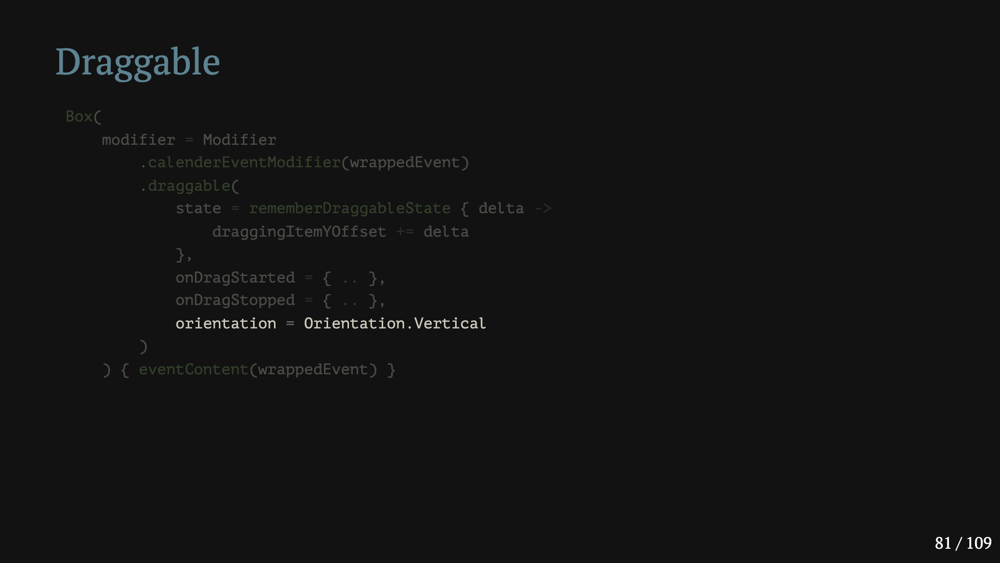 Draggable
Box(
    modifier = Modifier
        .calenderEventModifier(wrappedEvent)
        .draggable(
            state = rememberDraggableState { delta ->
                draggingItemYOffset += delta
            },
            onDragStarted = { .. },
            onDragStopped = { .. },
            orientation = Orientation.Vertical
        )
    ) { eventContent(wrappedEvent) }
81 / 109